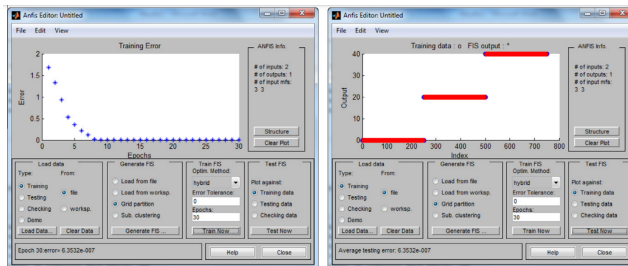 Anfis Editor: Untitled
File Edit View
Training Error
2
1.5
1
0.5
0
Error
0 5 10 15 20 25 30
Epochs
ANFIS Info.
# of inputs: 2
# of outputs: 1
# of input mfs:
3 3
Structure
Clear Plot
Load data
Type: From:
Training
Testing
Checking
Demo
file
worksp.
Load Data... Clear Data
Generate FIS
Load from file
Load from worksp.
Grid partition
Sub. clustering
Generate FIS ...
Train FIS
Optim. Method:
hybrid
Error Tolerance:
0
Epochs:
30
Train Now
Test FIS
Plot against:
Training data
Testing data
Checking data
Test Now
Epoch 30:error= 6.3532e-007
Help Close
Anfis Editor: Untitled
File Edit View
Training data : o FIS output : *
40
30
20
10
0
Output
0 100 200 300 400 500 600 700 800
Index
ANFIS Info.
# of inputs: 2
# of outputs: 1
# of input mfs:
3 3
Structure
Clear Plot
Load data
Type: From:
Training
Testing
Checking
Demo
file
worksp.
Load Data... Clear Data
Generate FIS
Load from file
Load from worksp.
Grid partition
Sub. clustering
Generate FIS ...
Train FIS
Optim. Method:
hybrid
Error Tolerance:
0
Epochs:
30
Train Now
Test FIS
Plot against:
Training data
Testing data
Checking data
Test Now
Average testing error: 6.3532e-007
Help Close